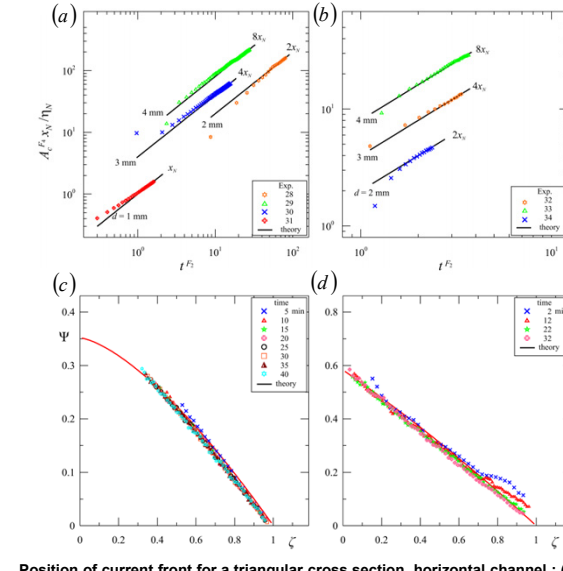 (a)
(b)
A_c^{F_4} x_N / η_N
10²
10¹
10⁰
8x_N
2x_N
4x_N
4 mm
2 mm
3 mm
x_N
d = 1 mm
Exp.
28
29
30
31
theory
10⁰
10¹
10²
t^{F_2}
10²
10¹
10⁰
8x_N
4x_N
2x_N
4 mm
3 mm
d = 2 mm
Exp.
32
33
34
theory
10⁰
10
t^{F_2}
(c)
(d)
Ψ
0.4
0.3
0.2
0.1
0
time
5 min
10
15
20
25
30
35
40
theory
0 0.2 0.4 0.6 0.8 1 ζ
0.8
0.6
0.4
0.2
0
time
2 min
12
22
32
theory
0 0.2 0.4 0.6 0.8 1 ζ
Position of current front for a triangular cross section, horizontal channel : (